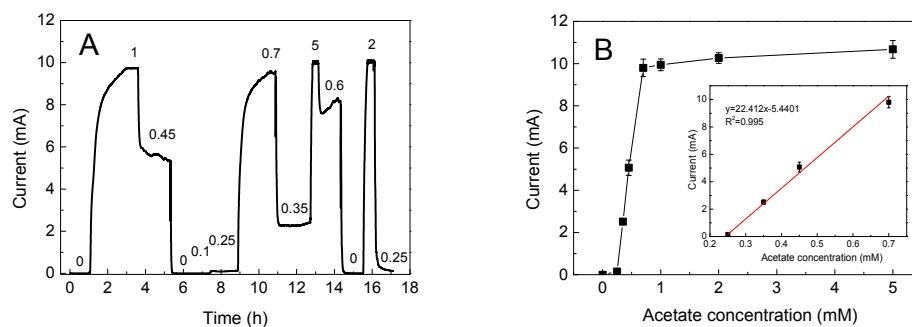 A
12
10
8
6
4
2
0
0 2 4 6 8 10 12 14 16 18
Current (mA)
Time (h)
0
1
0.45
0
0.1
0.25
0.7
0.35
5
0.6
0
2
0.25
B
12
10
8
6
4
2
0
0 1 2 3 4 5
Current (mA)
Acetate concentration (mM)
y=22.412x-5.4401
R²=0.995
10
8
6
4
2
0
0.2 0.3 0.4 0.5 0.6 0.7
Current (mA)
Acetate concentration (mM)